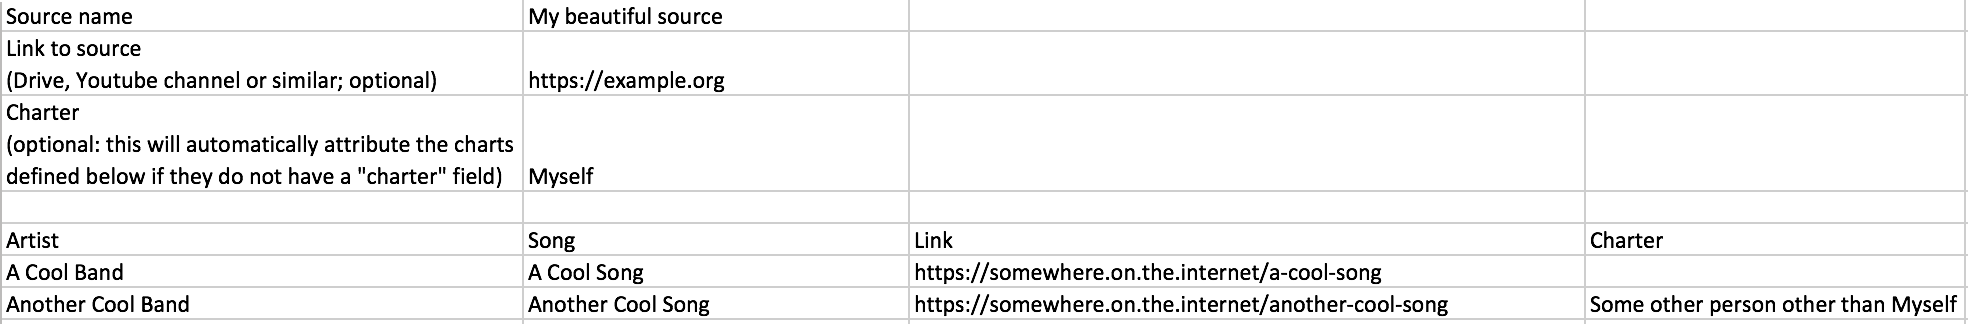 Source name My beautiful source
Link to source
(Drive, Youtube channel or similar; optional) https://example.org
Charter
(optional: this will automatically attribute the charts
defined below if they do not have a "charter" field) Myself
Artist Song Link Charter
A Cool Band A Cool Song https://somewhere.on.the.internet/a-cool-song
Another Cool Band Another Cool Song https://somewhere.on.the.internet/another-cool-song Some other person other than Myself